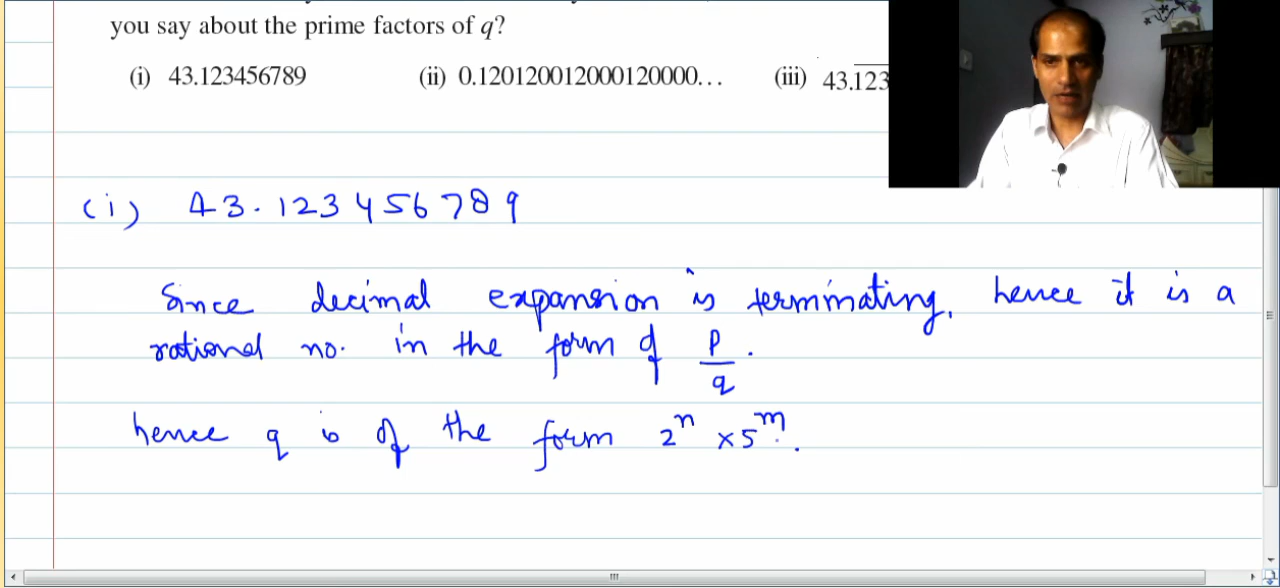 you say about the prime factors of q?
(i) 43.123456789 (ii) 0.120120012000120000... (iii) 43.123
(i) 43.123456789
Since decimal expansion is terminating, hence it is a
rational no. in the form of p/q.
hence q is of the form 2ⁿ × 5ᵐ.